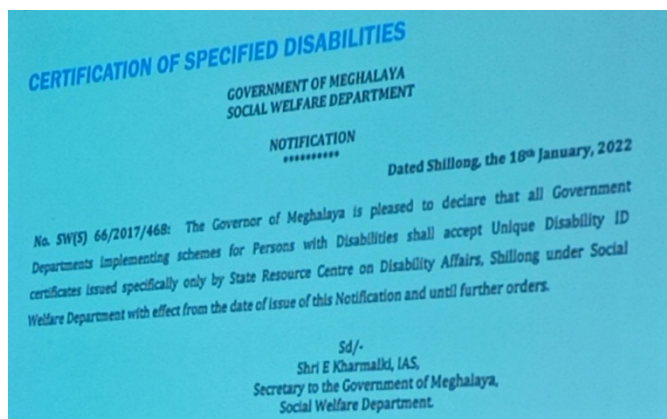 CERTIFICATION OF SPECIFIED DISABILITIES
GOVERNMENT OF MEGHALAYA
SOCIAL WELFARE DEPARTMENT
NOTIFICATION
**********
Dated Shillong, the 18th January, 2022
No. SW(S) 66/2017/468: The Governor of Meghalaya is pleased to declare that all Government
Departments implementing schemes for Persons with Disabilities shall accept Unique Disability ID
certificates issued specifically only by State Resource Centre on Disability Affairs, Shillong under Social
Welfare Department with effect from the date of issue of this Notification and until further orders.
Sd/-
Shri E Kharmalki, IAS,
Secretary to the Government of Meghalaya,
Social Welfare Department.